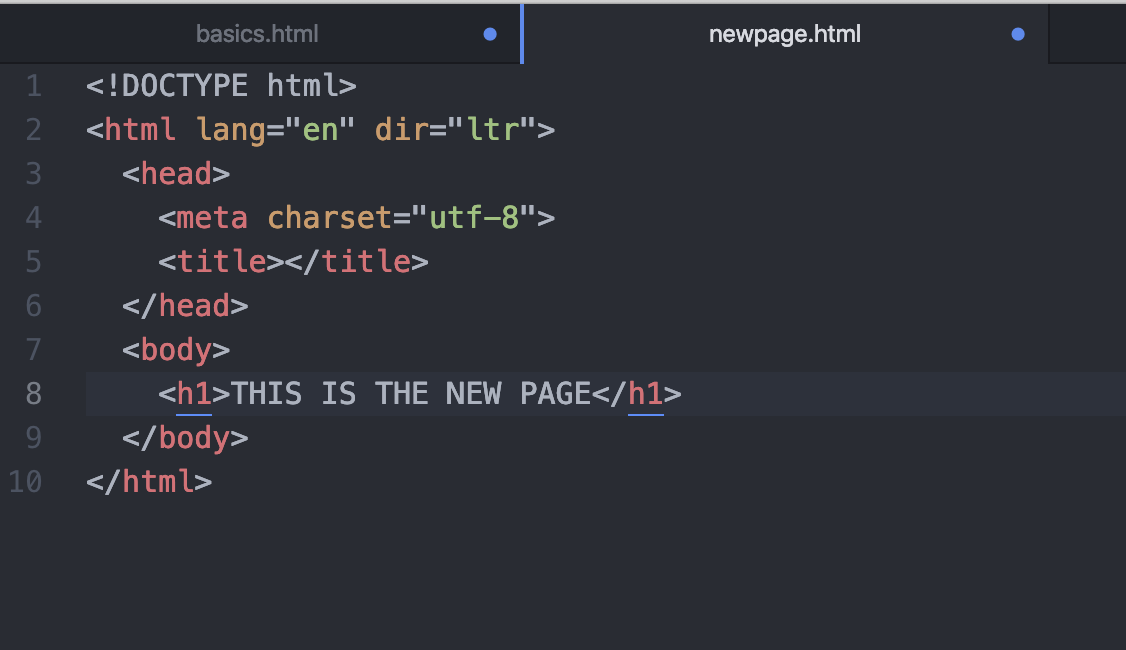 basics.html newpage.html
1 <!DOCTYPE html>
2 <html lang="en" dir="ltr">
3   <head>
4     <meta charset="utf-8">
5     <title></title>
6   </head>
7   <body>
8     <h1>THIS IS THE NEW PAGE</h1>
9   </body>
10 </html>